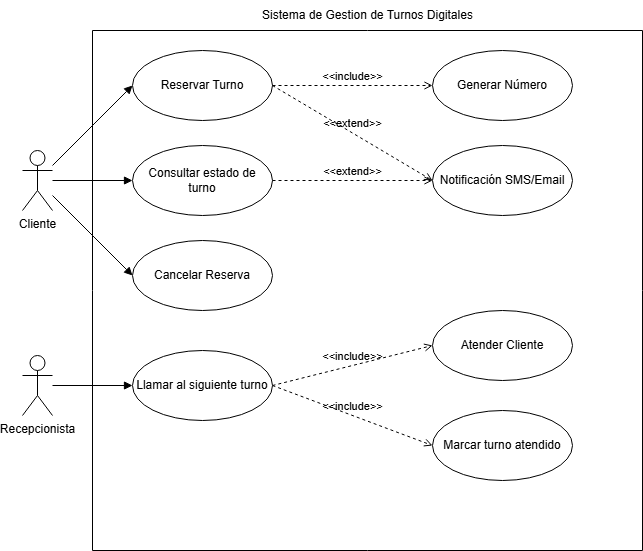 Sistema de Gestion de Turnos Digitales
Reservar Turno
<<include>>
Generar Número
<<extend>>
Consultar estado de
turno
<<extend>>
Notificación SMS/Email
Cliente
Cancelar Reserva
Atender Cliente
<<include>>
Llamar al siguiente turno
<<include>>
Recepcionista
Marcar turno atendido